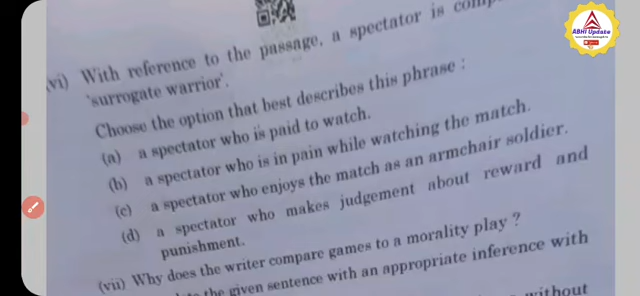 ABHI Update
(vi) With reference to the passage, a spectator is
'surrogate warrior'.
Choose the option that best describes this phrase :
(a) a spectator who is paid to watch.
(b) a spectator who is in pain while watching the match.
(c) a spectator who enjoys the match as an armchair soldier.
(d) a spectator who makes judgement about reward and
punishment.
(vii) Why does the writer compare games to a morality play ?
the given sentence with an appropriate inference with
without